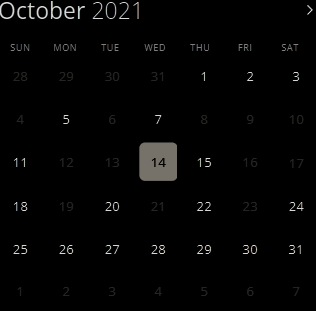 October 2021
SUN MON TUE WED THU FRI SAT
28 29 30 31 1 2 3
4 5 6 7 8 9 10
11 12 13 14 15 16 17
18 19 20 21 22 23 24
25 26 27 28 29 30 31
1 2 3 4 5 6 7